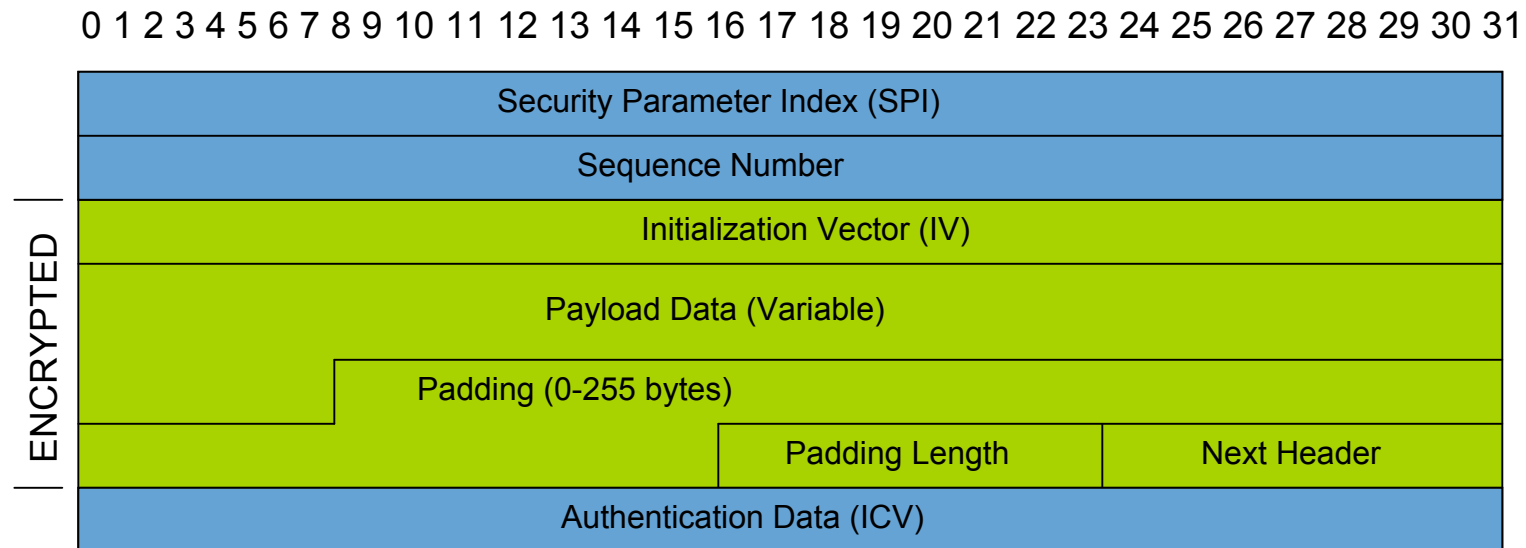 0 1 2 3 4 5 6 7 8 9 10 11 12 13 14 15 16 17 18 19 20 21 22 23 24 25 26 27 28 29 30 31
Security Parameter Index (SPI)
Sequence Number
ENCRYPTED
Initialization Vector (IV)
Payload Data (Variable)
Padding (0-255 bytes)
Padding Length
Next Header
Authentication Data (ICV)